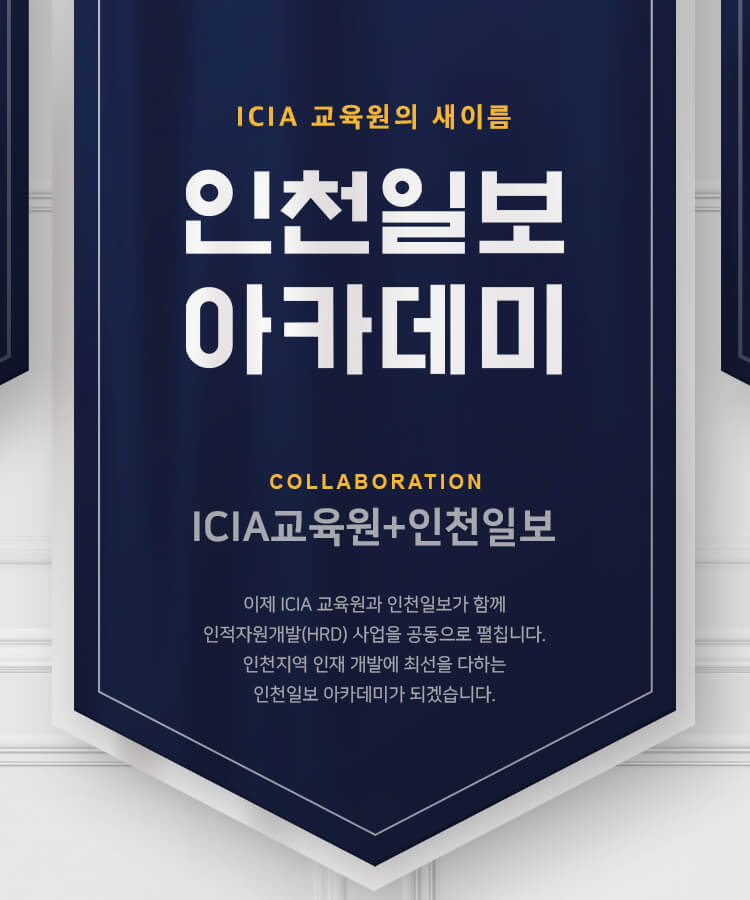 ICIA 교육원의 새이름
인천일보
아카데미
COLLABORATION
ICIA교육원+인천일보
이제 ICIA 교육원과 인천일보가 함께
인적자원개발(HRD) 사업을 공동으로 펼칩니다.
인천지역 인재 개발에 최선을 다하는
인천일보 아카데미가 되겠습니다.